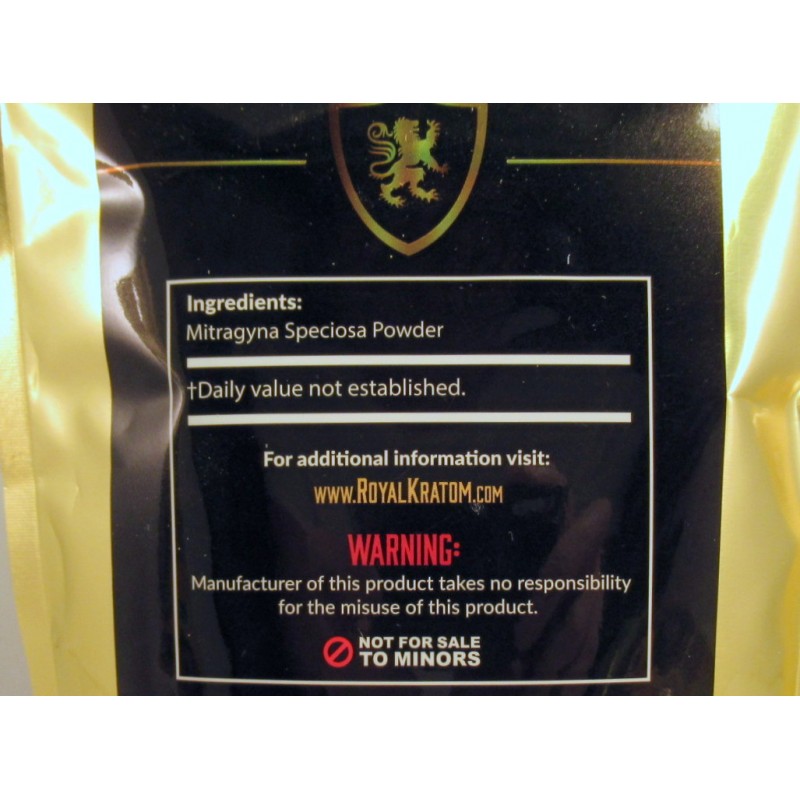 Ingredients:
Mitragyna Speciosa Powder
†Daily value not established.
For additional information visit:
www.RoyalKratom.com
WARNING:
Manufacturer of this product takes no responsibility
for the misuse of this product.
NOT FOR SALE
TO MINORS